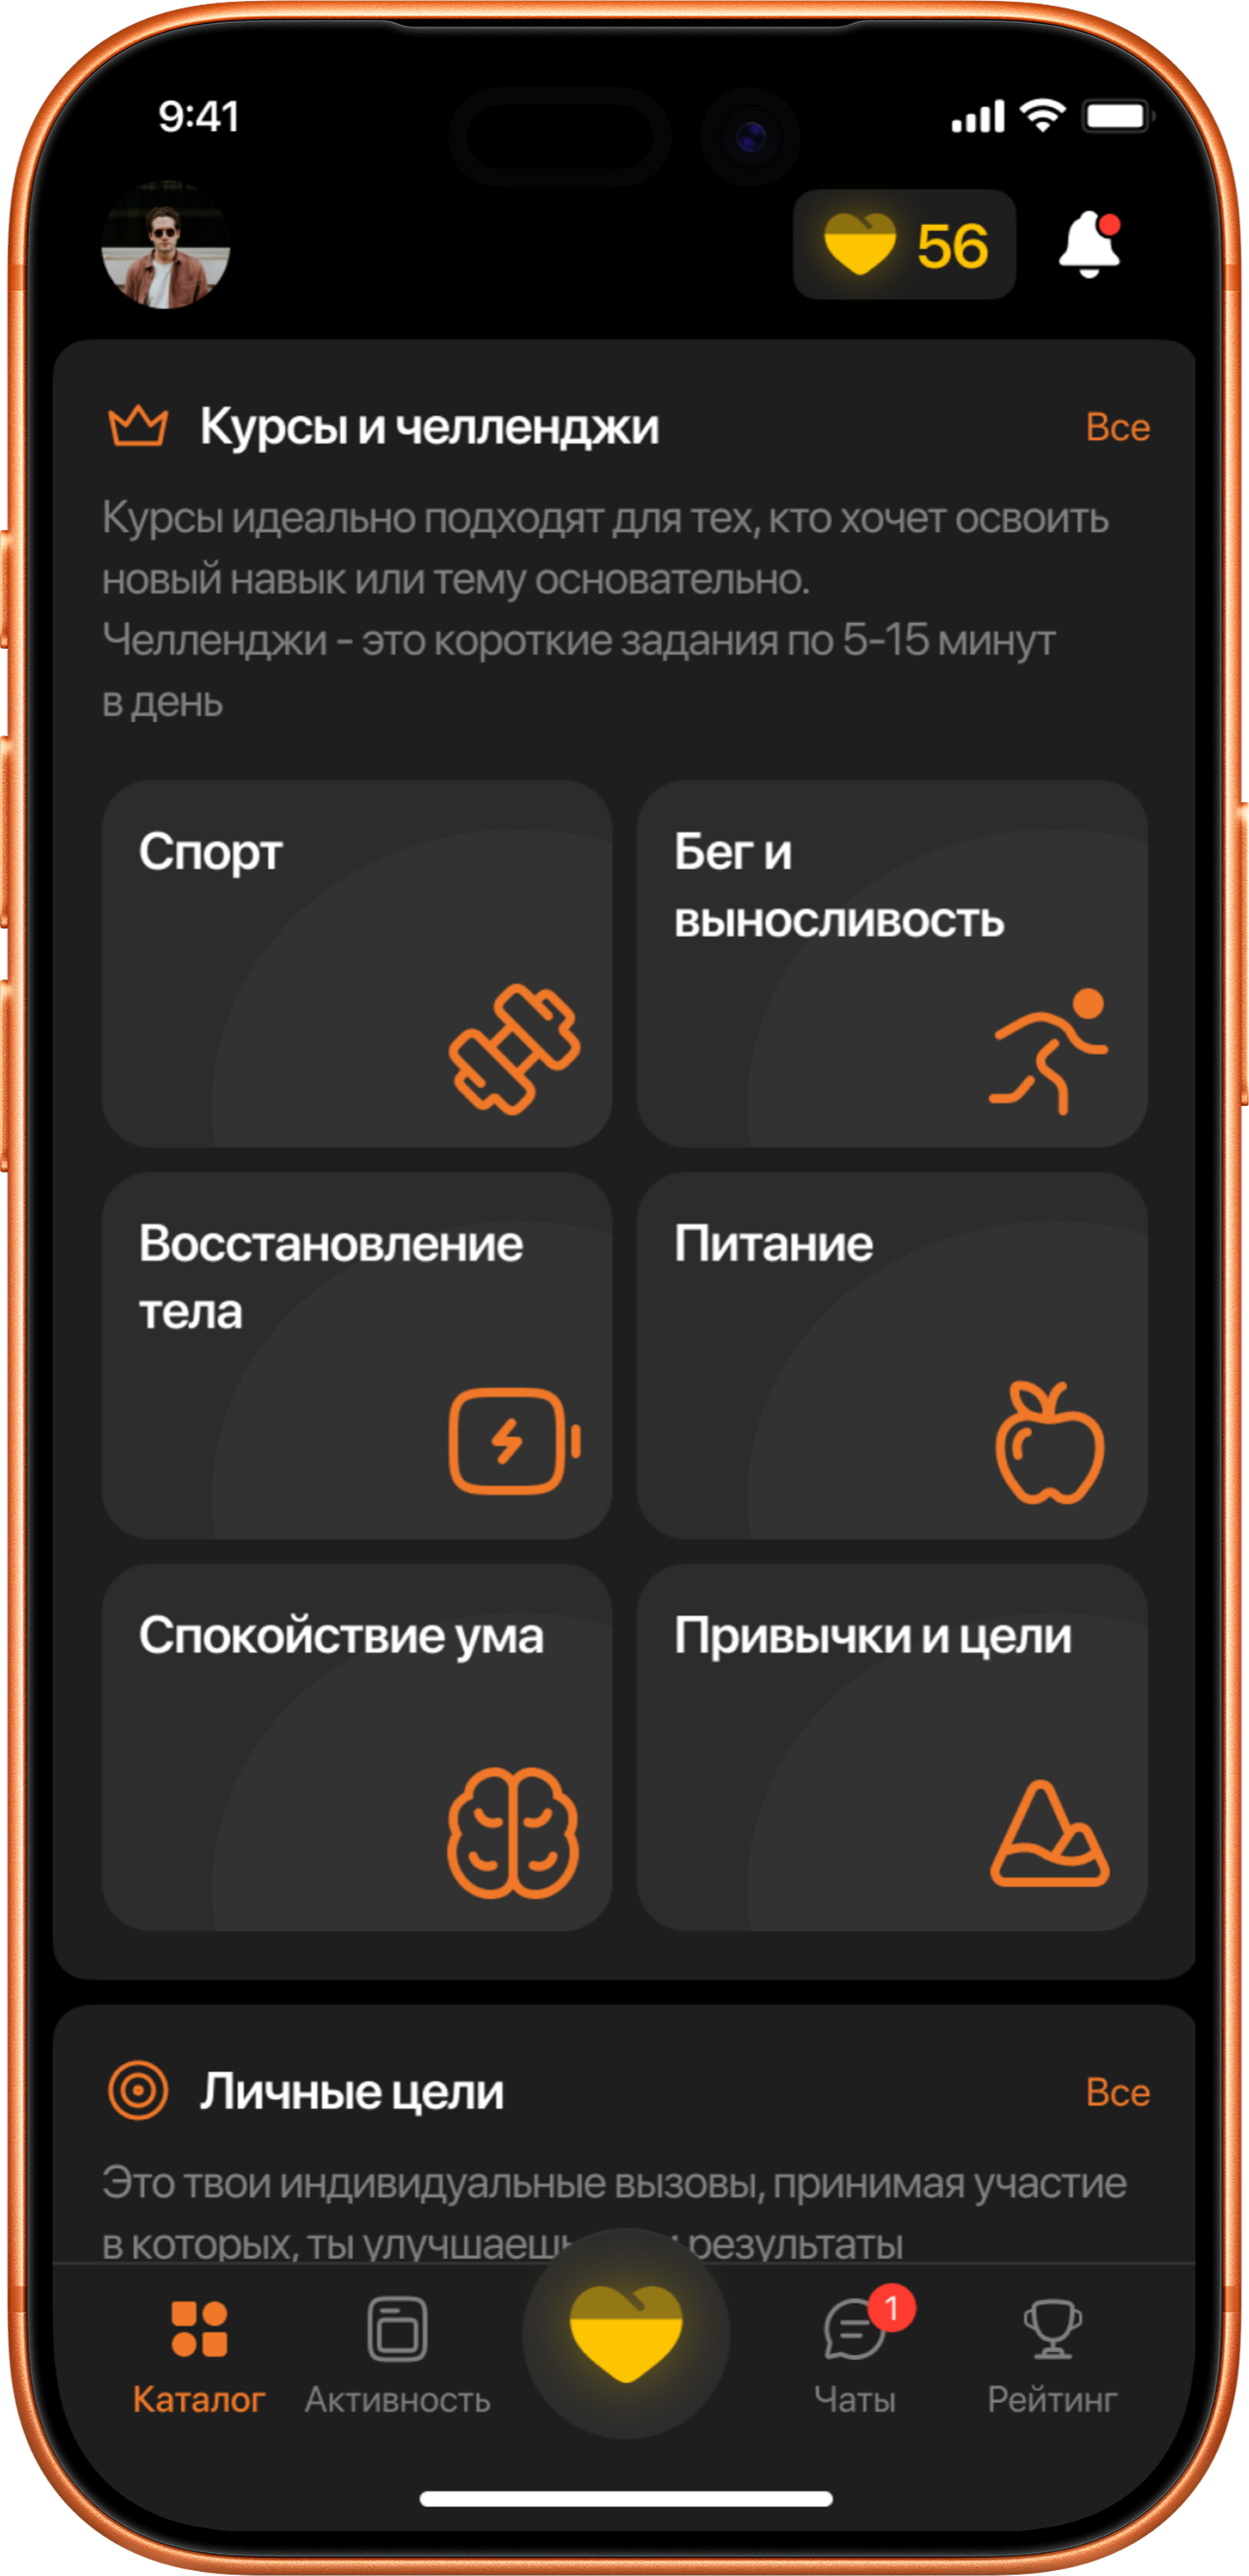 9:41
56
Курсы и челленджи
Все
Курсы идеально подходят для тех, кто хочет освоить
новый навык или тему основательно.
Челленджи - это короткие задания по 5-15 минут
в день
Спорт
Бег и
выносливость
Восстановление
тела
Питание
Спокойствие ума
Привычки и цели
Личные цели
Все
Это твои индивидуальные вызовы, принимая участие
в которых, ты результаты
1
Каталог
Активность
Чаты
Рейтинг